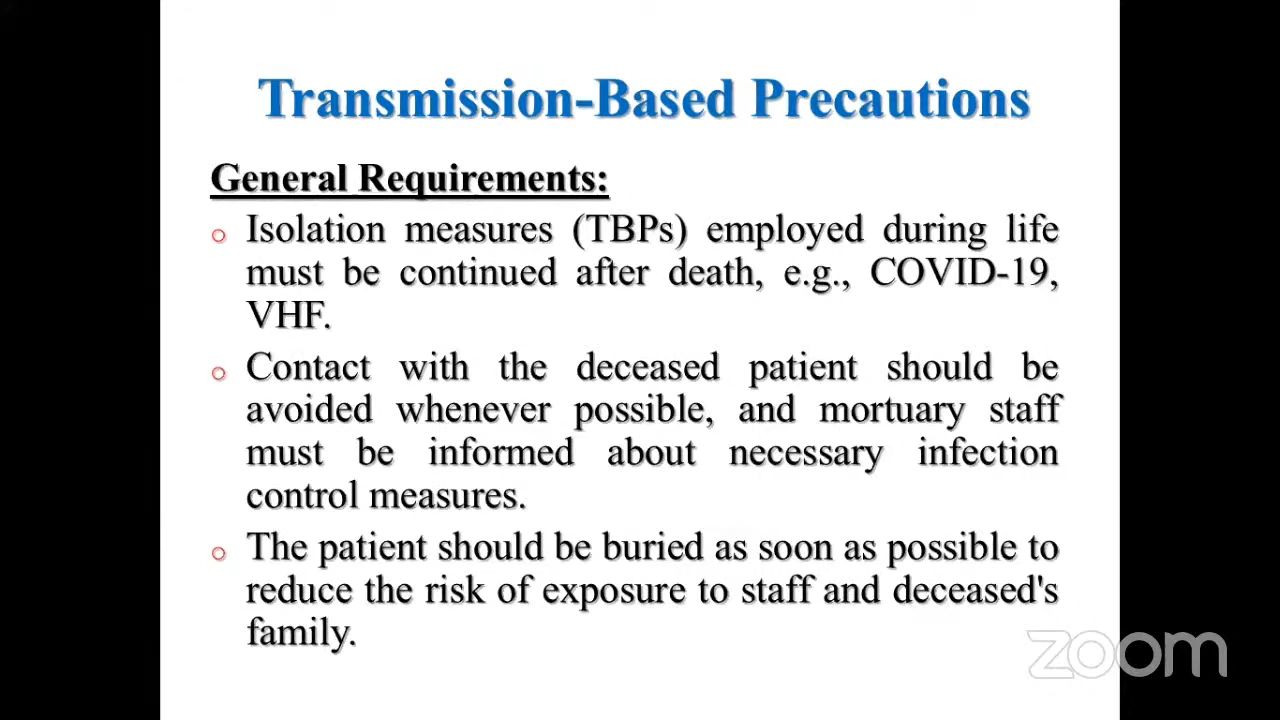 Transmission-Based Precautions
General Requirements:
Isolation measures (TBPs) employed during life
must be continued after death, e.g., COVID-19,
VHF.
Contact with the deceased patient should be
avoided whenever possible, and mortuary staff
must be informed about necessary infection
control measures.
The patient should be buried as soon as possible to
reduce the risk of exposure to staff and deceased's
family.
zoom